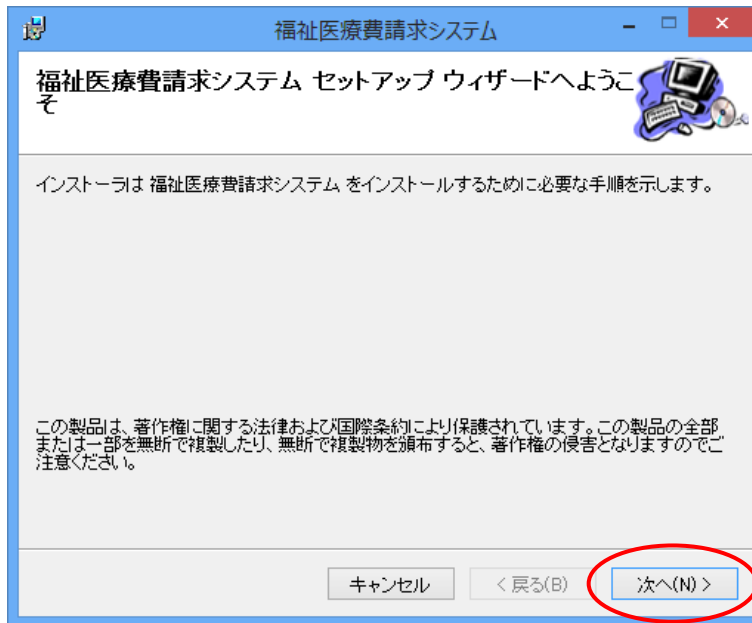 福祉医療費請求システム
福祉医療費請求システム セットアップ ウィザードへようこ
そ
インストーラは 福祉医療費請求システム をインストールするために必要な手順を示します。
この製品は、著作権に関する法律および国際条約により保護されています。この製品の全部
または一部を無断で複製したり、無断で複製物を頒布すると、著作権の侵害となりますのでご
注意ください。
キャンセル
< 戻る(B)
次へ(N) >